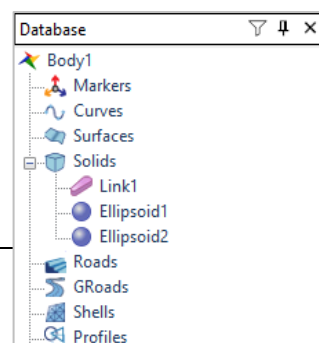 Database
Body1
Markers
Curves
Surfaces
Solids
Link1
Ellipsoid1
Ellipsoid2
Roads
GRoads
Shells
Profiles